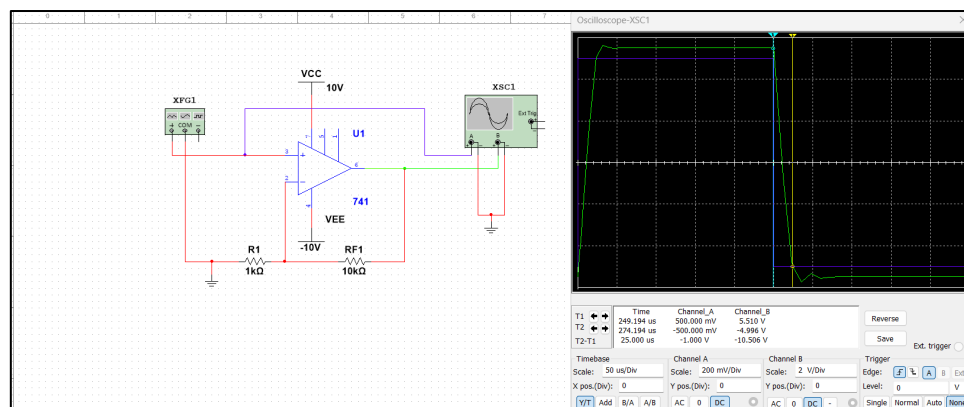 0 1 2 3 4 5 6 7
Oscilloscope-XSC1
VCC
10V
XFG1
COM
XSC1
Ext Trig
A B
U1
7 5 1
3
2
6
4
741
VEE
-10V
R1
1kΩ
RF1
10kΩ
T1
T2
T2-T1
Time Channel_A Channel_B
249.194 us 500.000 mV 5.510 V
274.194 us -500.000 mV -4.996 V
25.000 us -1.000 V -10.506 V
Reverse
Save
Ext. trigger
Timebase
Scale: 50 us/Div
X pos.(Div): 0
Y/T Add B/A A/B
Channel A
Scale: 200 mV/Div
Y pos.(Div): 0
AC 0 DC
Channel B
Scale: 2 V/Div
Y pos.(Div): 0
AC 0 DC -
Trigger
Edge: A B Ext
Level: 0 V
Single Normal Auto None